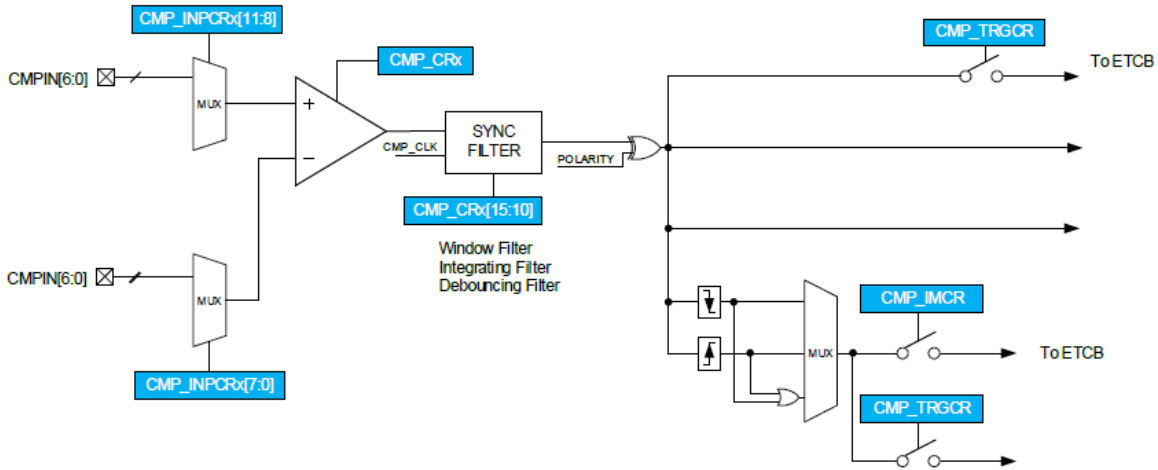 CMP_INPCRx[11:8]
CMP_TRGCR
CMP_CRx
CMPIN[6:0]
To ETCB
MUX
+
SYNC
FILTER
CMP_CLK
POLARITY
−
CMP_CRx[15:10]
Window Filter
Integrating Filter
Debouncing Filter
CMPIN[6:0]
MUX
CMP_IMCR
MUX
To ETCB
CMP_INPCRx[7:0]
CMP_TRGCR